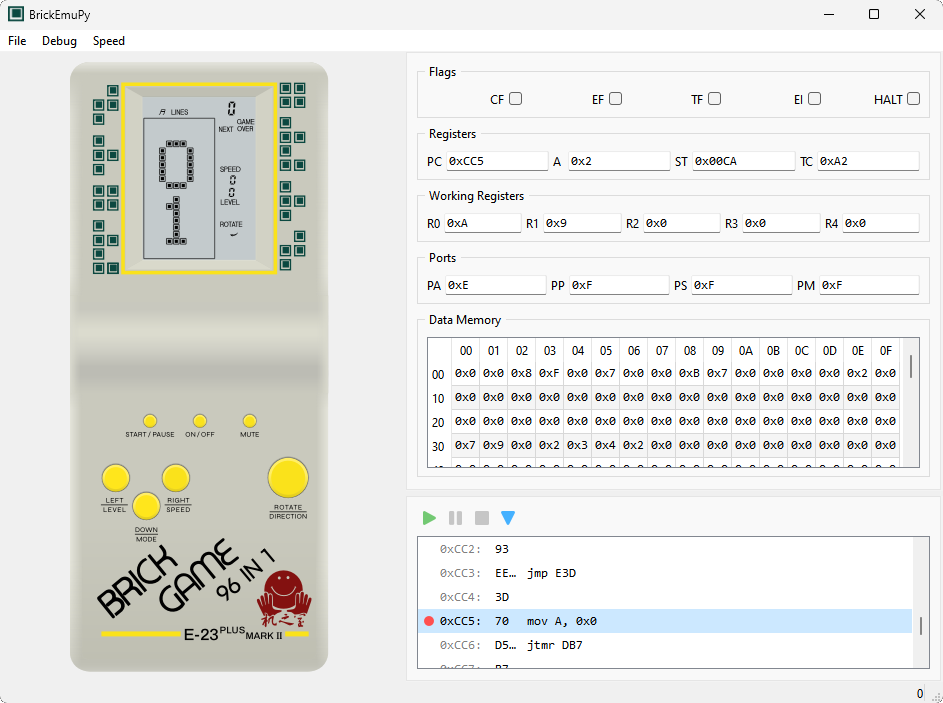 BrickEmuPy
File Debug Speed
A LINES
0
NEXT
GAME OVER
SPEED
0
0
LEVEL
ROTATE
0
1
START / PAUSE ON / OFF MUTE
LEFT
LEVEL
RIGHT
SPEED
ROTATE
DIRECTION
DOWN
MODE
BRICK
GAME
96 IN 1
机之宝
E-23 PLUS MARK II
Flags
CF EF TF EI HALT
Registers
PC 0xCC5 A 0x2 ST 0x00CA TC 0xA2
Working Registers
R0 0xA R1 0x9 R2 0x0 R3 0x0 R4 0x0
Ports
PA 0xE PP 0xF PS 0xF PM 0xF
Data Memory
00 01 02 03 04 05 06 07 08 09 0A 0B 0C 0D 0E 0F
00 0x0 0x0 0x8 0xF 0x0 0x7 0x0 0x0 0xB 0x7 0x0 0x0 0x0 0x0 0x2 0x0
10 0x0 0x0 0x0 0x0 0x0 0x0 0x0 0x0 0x0 0x0 0x0 0x0 0x0 0x0 0x0 0x0
20 0x0 0x0 0x0 0x0 0x0 0x0 0x0 0x0 0x0 0x0 0x0 0x0 0x0 0x0 0x0 0x0
30 0x7 0x9 0x0 0x2 0x3 0x4 0x2 0x0 0x0 0x0 0x0 0x0 0x0 0x0 0x0 0x0
0xCC2: 93
0xCC3: EE… jmp E3D
0xCC4: 3D
0xCC5: 70 mov A, 0x0
0xCC6: D5… jtmr DB7
0